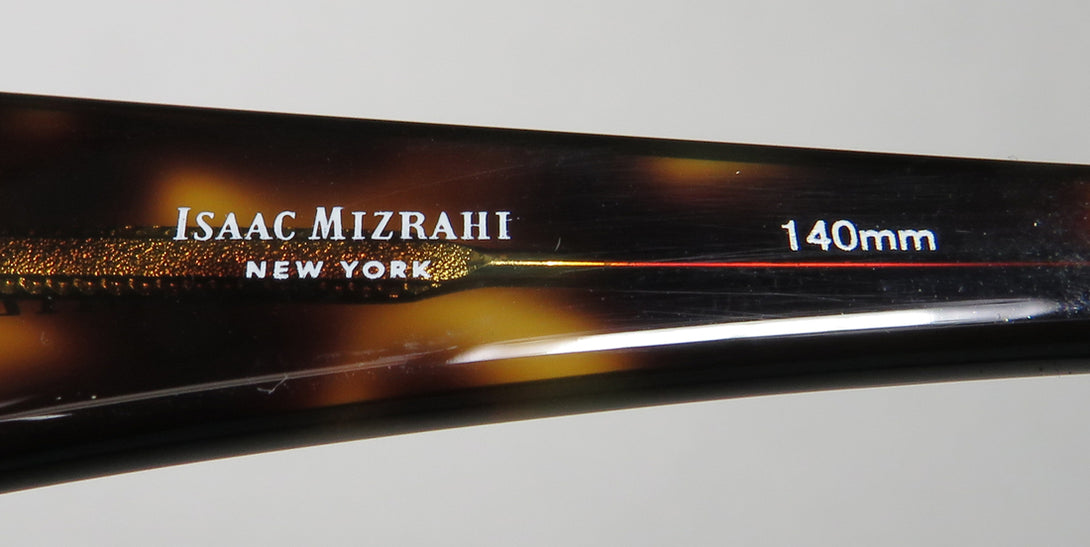 ISAAC MIZRAHI
NEW YORK
140mm